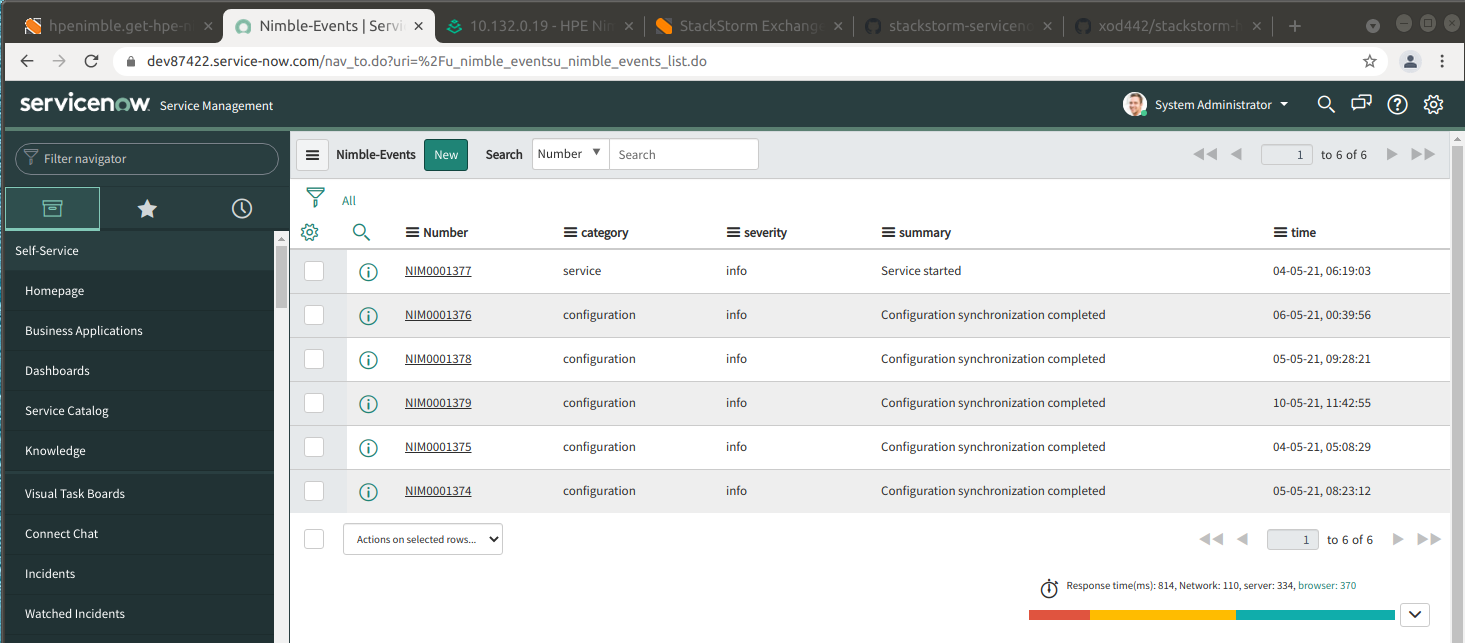 hpenimble.get-hpe-n
Nimble-Events | Servi
10.132.0.19 - HPE Nim
StackStorm Exchange
stackstorm-servicenc
xod442/stackstorm-h
dev87422.service-now.com/nav_to.do?uri=%2Fu_nimble_eventsu_nimble_events_list.do
servicenow Service Management
System Administrator
Filter navigator
Nimble-Events New Search Number Search 1 to 6 of 6
All
Number category severity summary time
Self-Service
Homepage
Business Applications
Dashboards
Service Catalog
Knowledge
Visual Task Boards
Connect Chat
Incidents
Watched Incidents
NIM0001377 service info Service started 04-05-21, 06:19:03
NIM0001376 configuration info Configuration synchronization completed 06-05-21, 00:39:56
NIM0001378 configuration info Configuration synchronization completed 05-05-21, 09:28:21
NIM0001379 configuration info Configuration synchronization completed 10-05-21, 11:42:55
NIM0001375 configuration info Configuration synchronization completed 04-05-21, 05:08:29
NIM0001374 configuration info Configuration synchronization completed 05-05-21, 08:23:12
Actions on selected rows... 1 to 6 of 6
Response time(ms): 814, Network: 110, server: 334, browser: 370